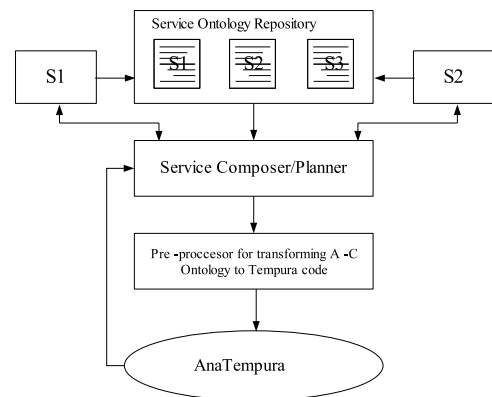 Service Ontology Repository
S1
S2
S3
S1
S2
Service Composer/Planner
Pre -proccesor for transforming A -C
Ontology to Tempura code
AnaTempura